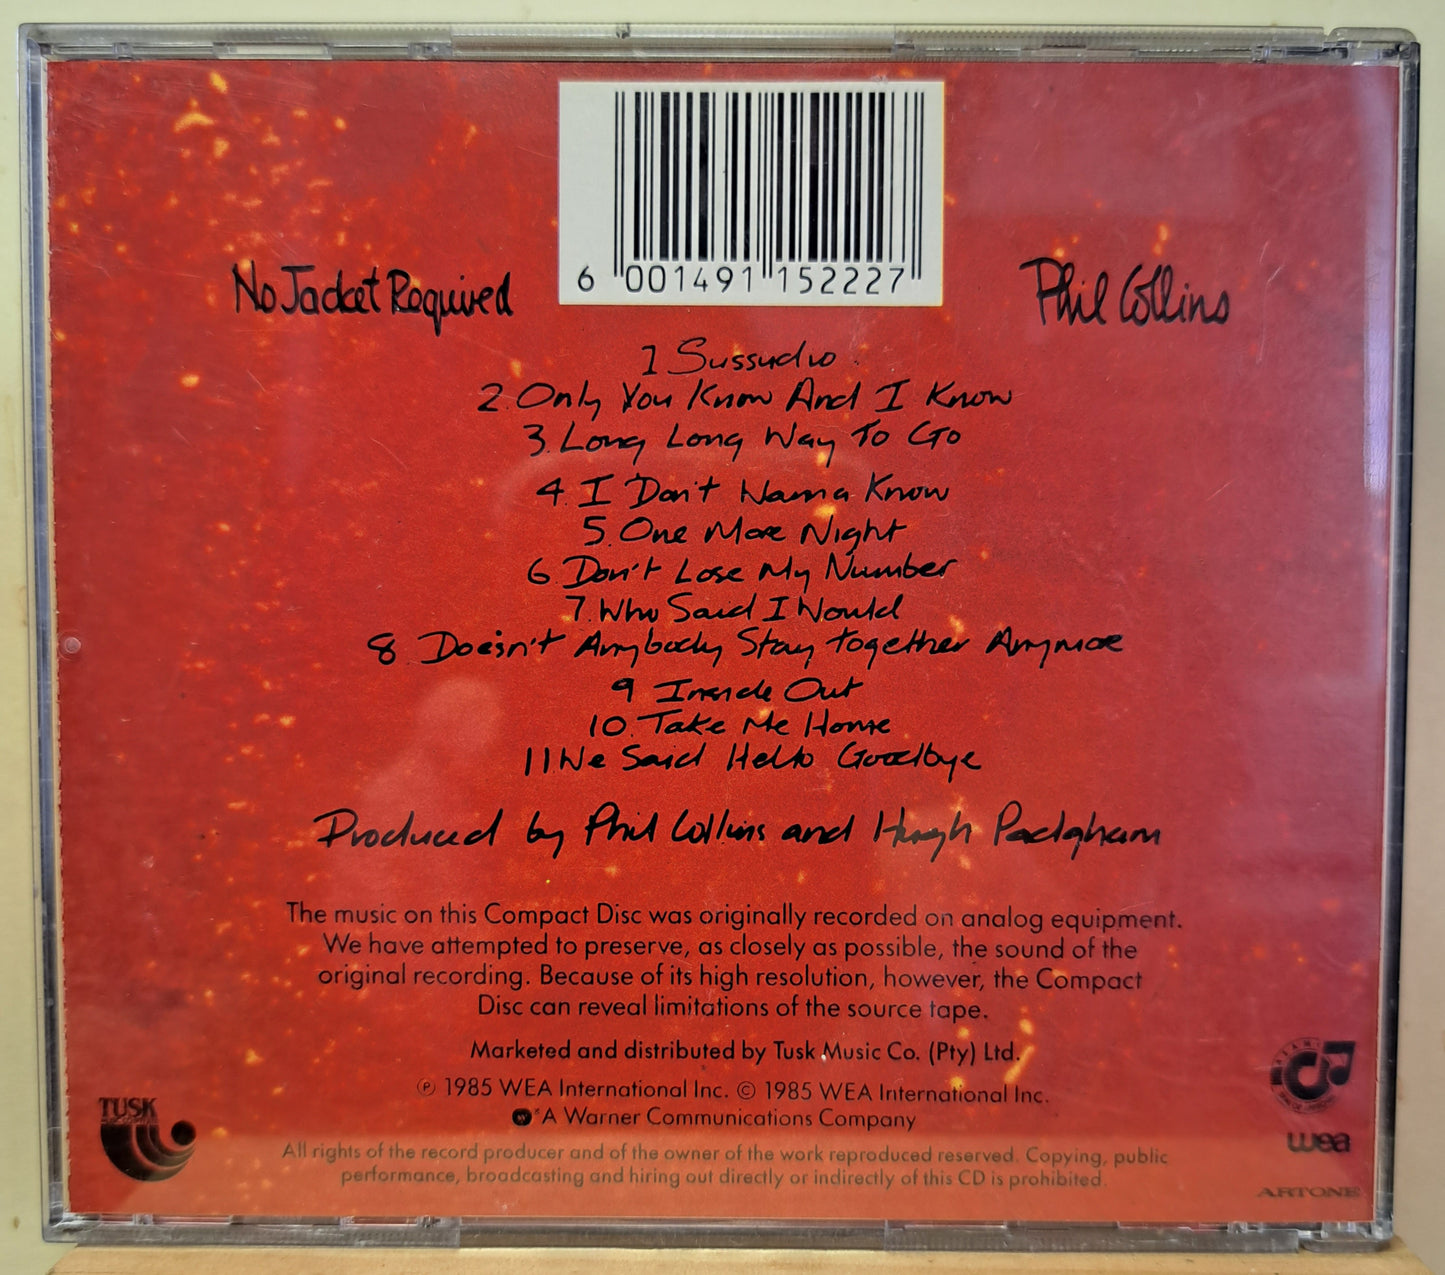 6 001491 152227
No Jacket Required
Phil Collins
1 Sussudio
2. Only You Know And I Know
3. Long Long Way To Go
4. I Don't Wanna Know
5. One More Night
6. Don't Lose My Number
7. Who Said I Would
8. Doesn't Anybody Stay Together Anymore
9 Inside Out
10. Take Me Home
11 We Said Hello Goodbye
Produced by Phil Collins and Hugh Padgham
The music on this Compact Disc was originally recorded on analog equipment.
We have attempted to preserve, as closely as possible, the sound of the
original recording. Because of its high resolution, however, the Compact
Disc can reveal limitations of the source tape.
Marketed and distributed by Tusk Music Co. (Pty) Ltd.
℗ 1985 WEA International Inc. © 1985 WEA International Inc.
A Warner Communications Company
All rights of the record producer and of the owner of the work reproduced reserved. Copying, public
performance, broadcasting and hiring out directly or indirectly of this CD is prohibited.
TUSK
wea
ARTONE